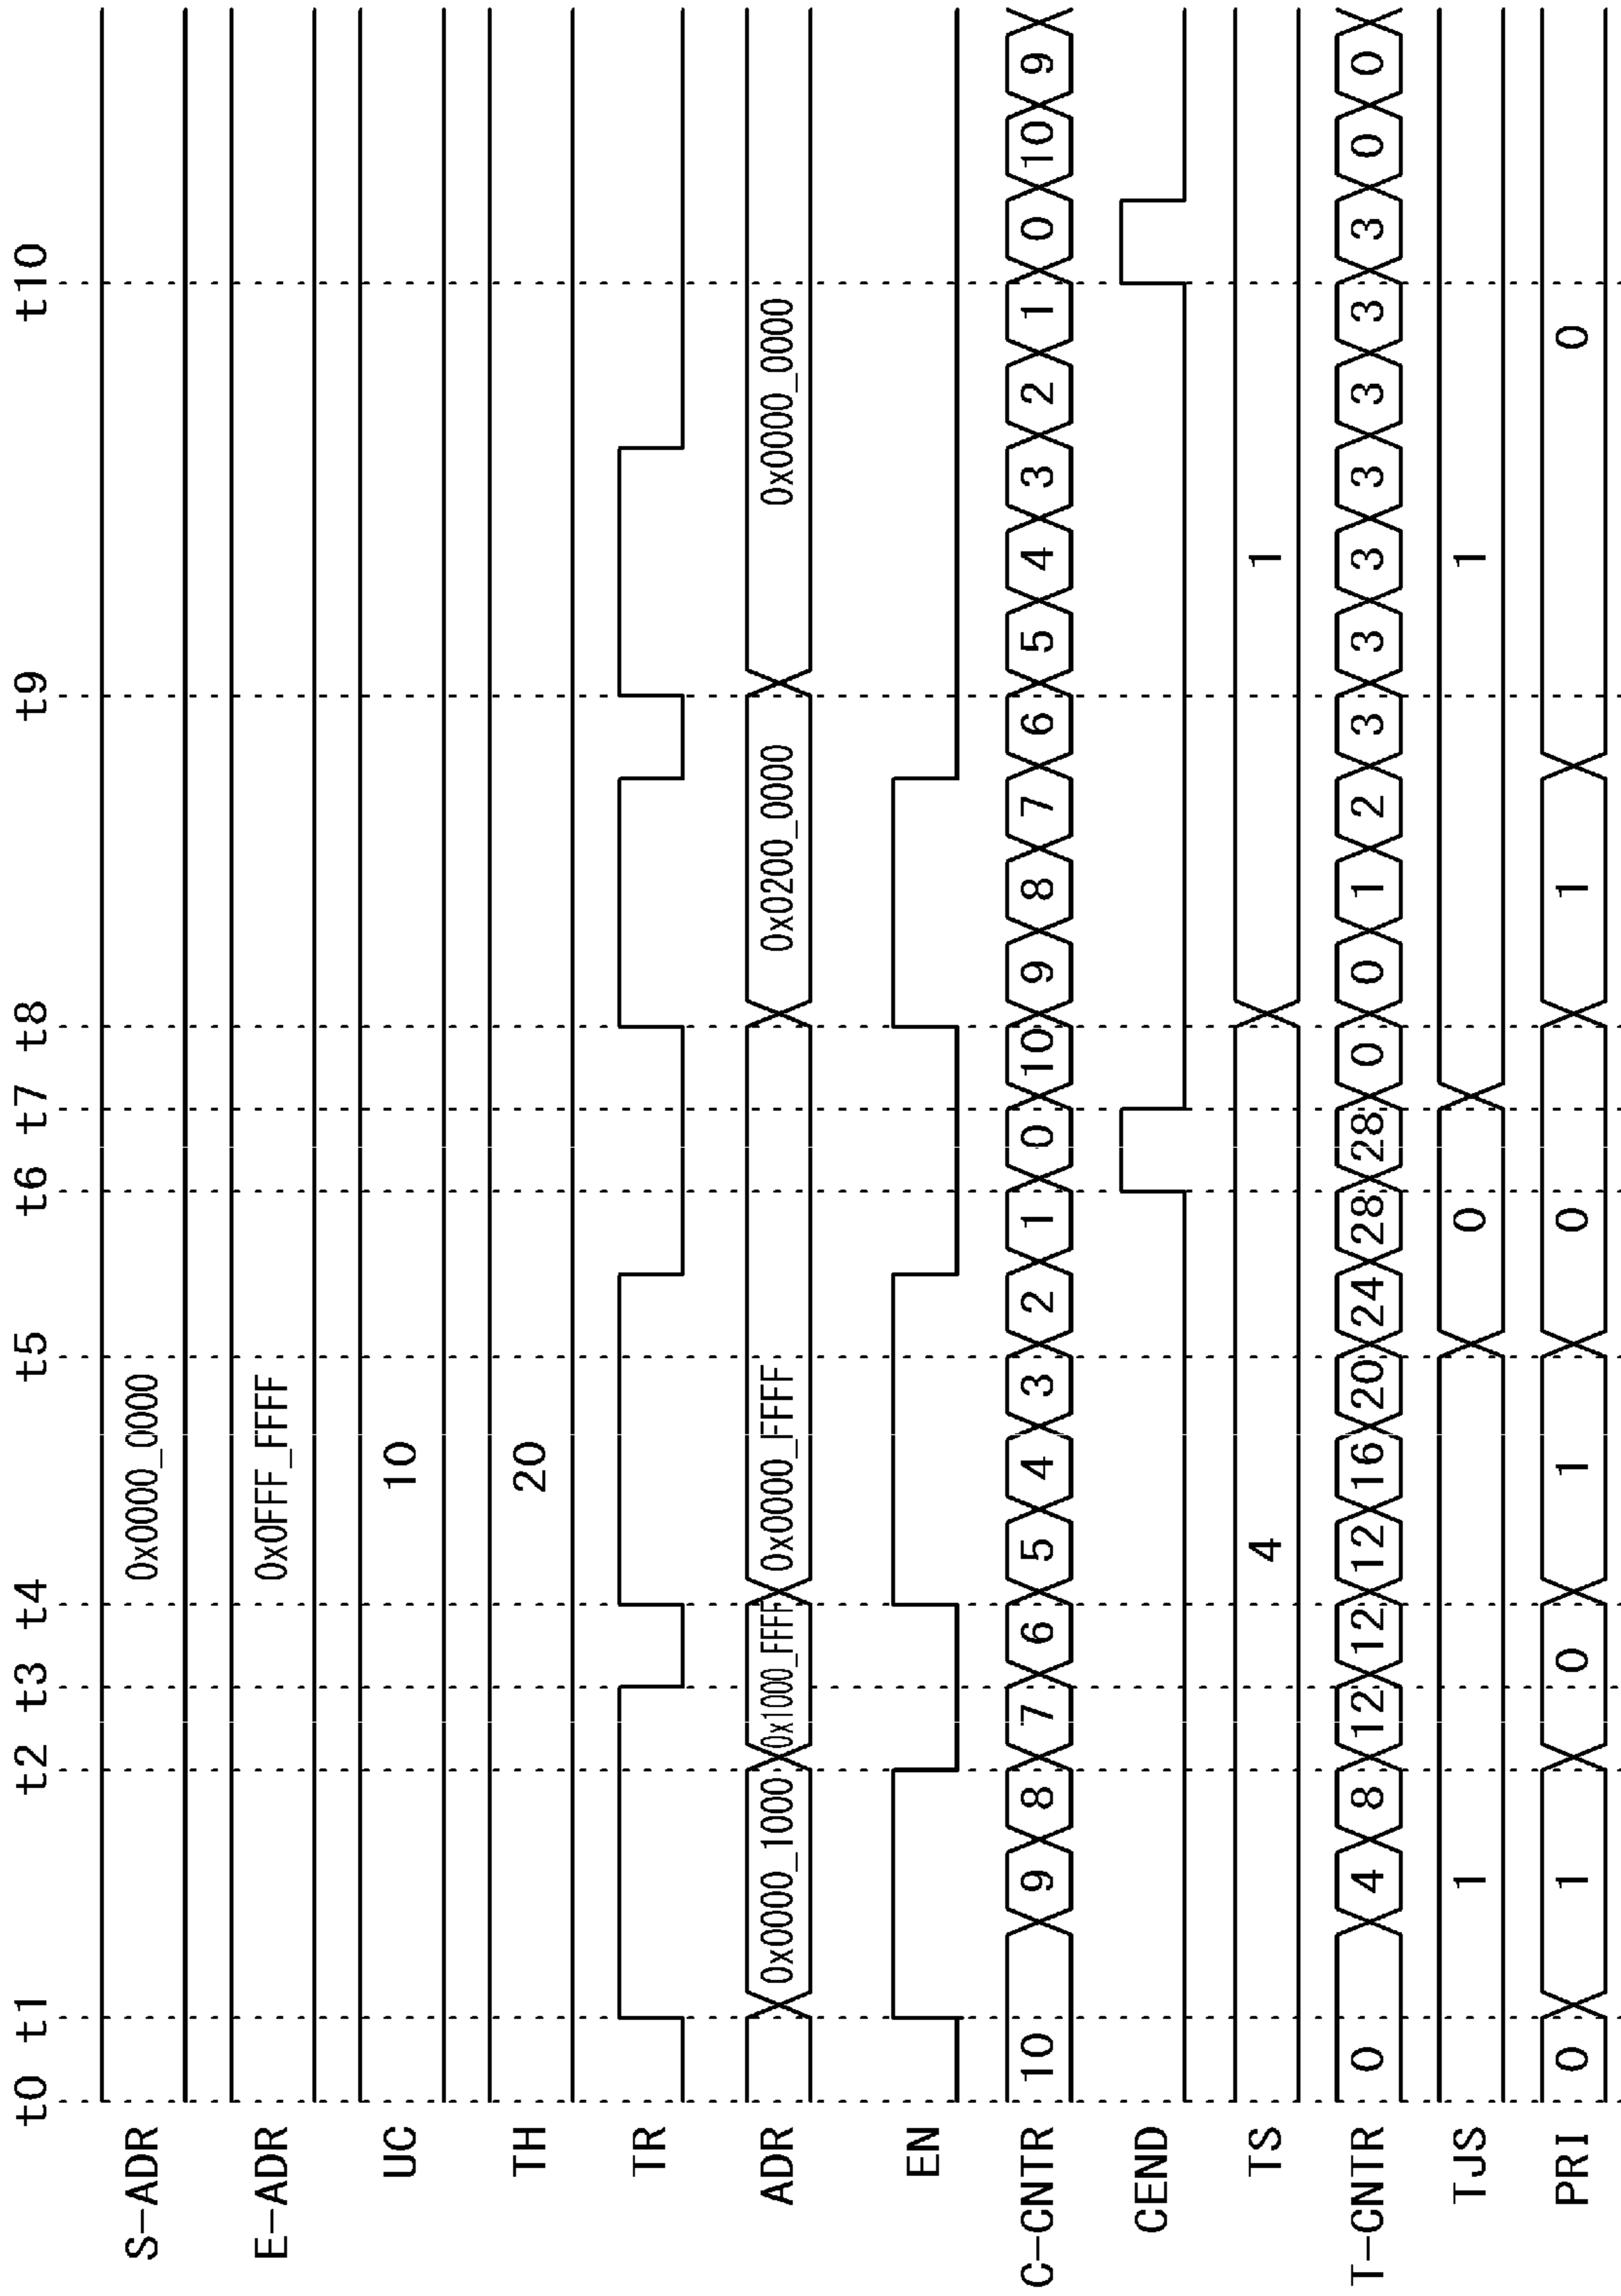 t0 t1 t2 t3 t4 t5 t6 t7 t8 t9 t10
S-ADR 0x0000_0000
E-ADR 0x0FFF_FFFF
UC 10
TH 20
TR
ADR 0x0000_1000 0x1000_FFFF 0x0000_FFFF 0x0200_0000 0x0000_0000
EN
C-CNTR 10 9 8 7 6 5 4 3 2 1 0 10 9 8 7 6 5 4 3 2 1 0 10 9
CEND
TS 4 1
T-CNTR 0 4 8 12 12 12 16 20 24 28 28 0 0 1 2 3 3 3 3 3 3 3 0 0
TJS 1 0 1
PRI 0 1 0 1 0 1 0